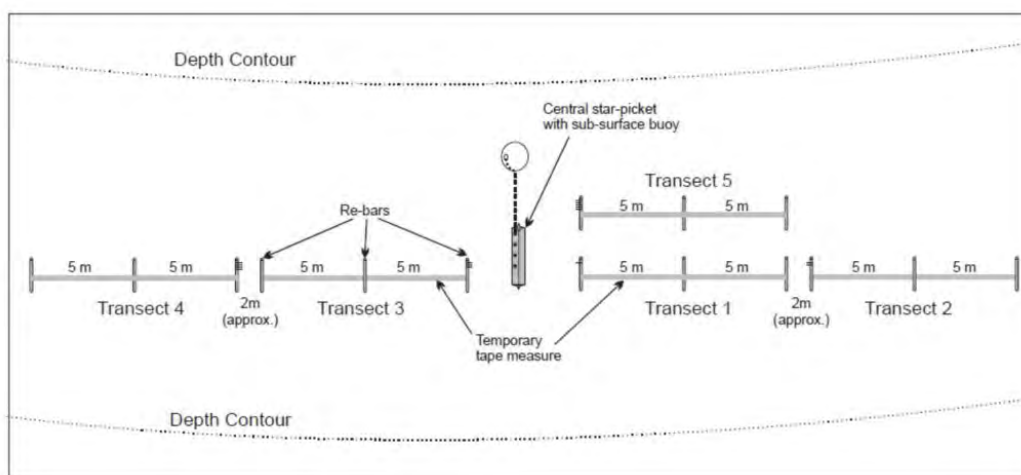 Depth Contour
Central star-picket
with sub-surface buoy
Transect 5
5 m
5 m
Re-bars
5 m
5 m
5 m
5 m
5 m
5 m
5 m
5 m
Transect 4
2m
(approx.)
Transect 3
Transect 1
2m
(approx.)
Transect 2
Temporary
tape measure
Depth Contour